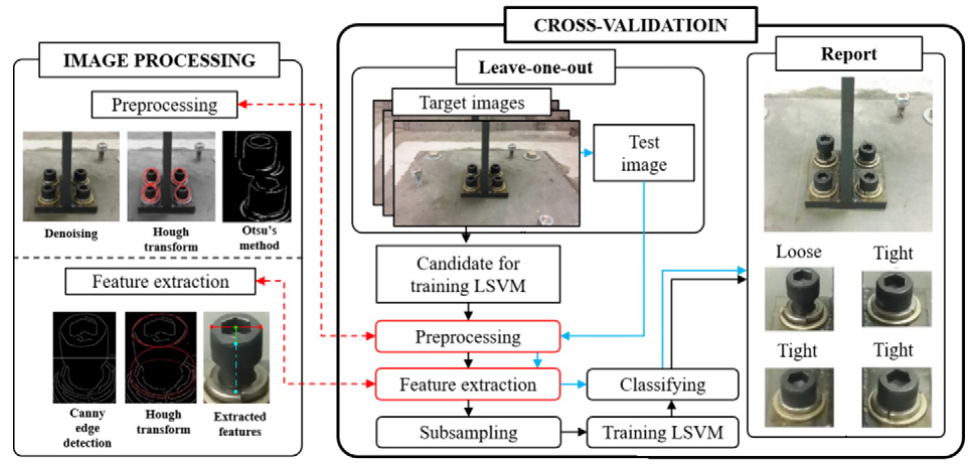 IMAGE PROCESSING
Preprocessing
Denoising
Hough
transform
Otsu's
method
Feature extraction
Canny
edge
detection
Hough
transform
Extracted
features
CROSS-VALIDATIOIN
Leave-one-out
Target images
Test
image
Candidate for
training LSVM
Preprocessing
Feature extraction
Subsampling
Classifying
Training LSVM
Report
Loose
Tight
Tight
Tight